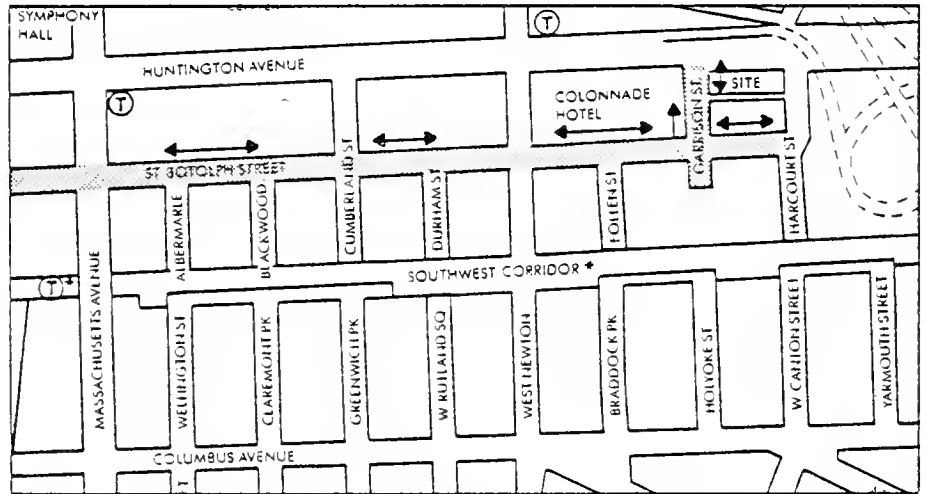 SYMPHONY
HALL
T
HUNTINGTON AVENUE
T
COLONNADE
HOTEL
GARRISON ST.
SITE
ST BOTOLPH STREET
ALBERMARLE
BLACKWOOD
CUMBERLAND ST
DURHAM ST
FOLLEN ST
HARCOURT ST
SOUTHWEST CORRIDOR *
T *
MASSACHUSETTS AVENUE
WELLINGTON ST
CLAREMONT PK
GREENWICH PK
W RUTLAND SQ
WEST NEWTON
BRADDOCK PK
HOLYOKE ST
W CANTON STREET
YARMOUTH STREET
COLUMBUS AVENUE